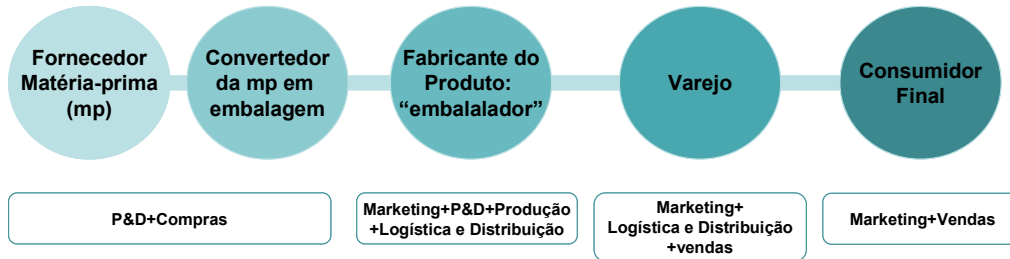 Fornecedor
Matéria-prima
(mp)
Convertedor
da mp em
embalagem
Fabricante do
Produto:
“embalalador”
Varejo
Consumidor
Final
P&D+Compras
Marketing+P&D+Produção
+Logística e Distribuição
Marketing+
Logística e Distribuição
+vendas
Marketing+Vendas